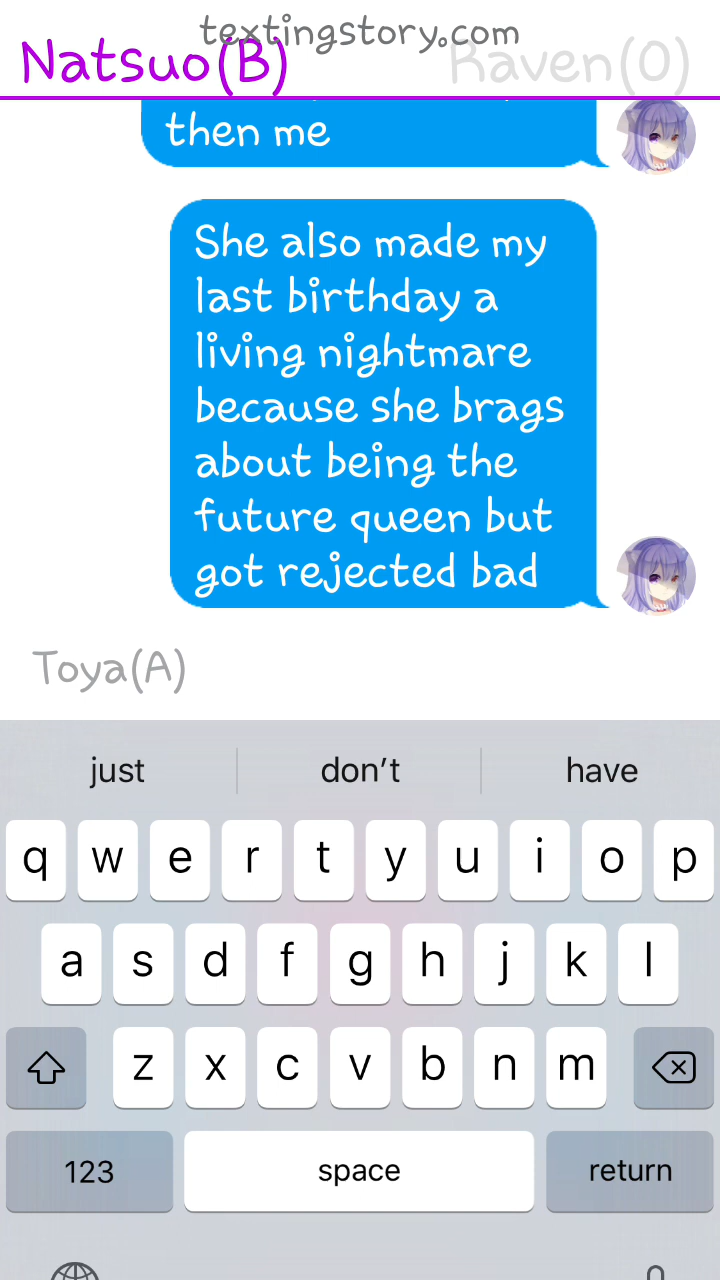 textingstory.com
Natsuo(B) Raven(O)
then me
She also made my
last birthday a
living nightmare
because she brags
about being the
future queen but
got rejected bad
Toya(A)
just don't have
q w e r t y u i o p
a s d f g h j k l
z x c v b n m
123 space return